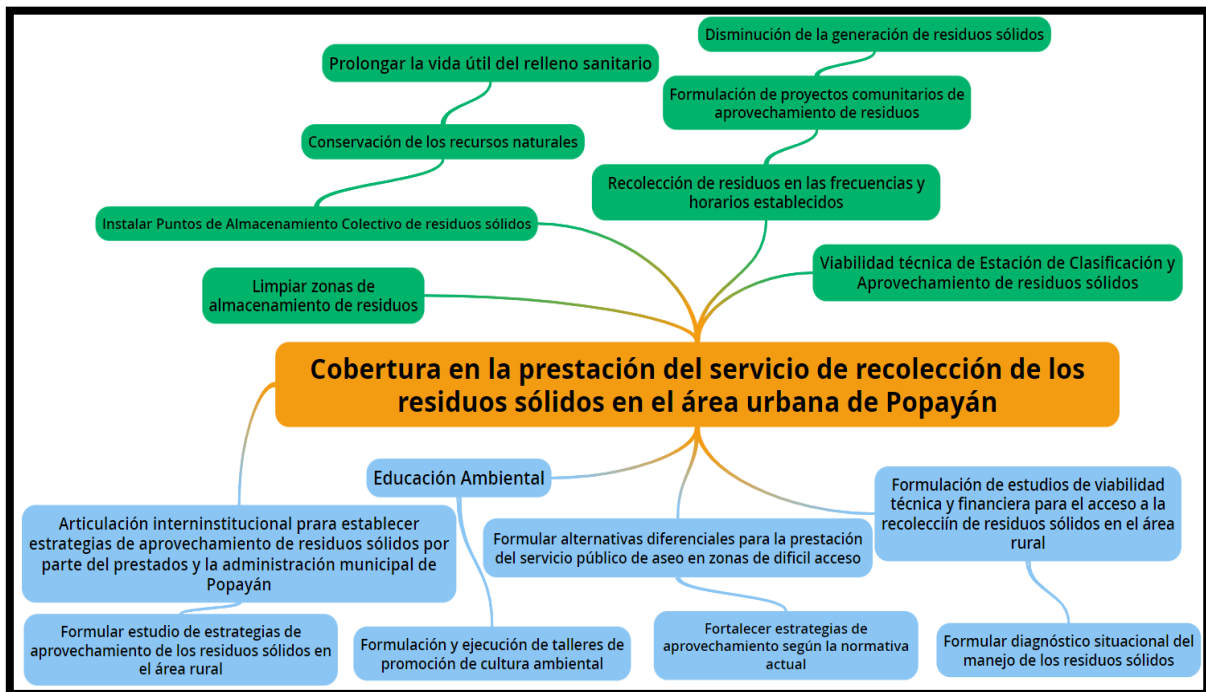 Disminución de la generación de residuos sólidos
Prolongar la vida útil del relleno sanitario
Formulación de proyectos comunitarios de
aprovechamiento de residuos
Conservación de los recursos naturales
Recolección de residuos en las frecuencias y
horarios establecidos
Instalar Puntos de Almacenamiento Colectivo de residuos sólidos
Viabilidad técnica de Estación de Clasificación y
Aprovechamiento de residuos sólidos
Limpiar zonas de
almacenamiento de residuos
Cobertura en la prestación del servicio de recolección de los
residuos sólidos en el área urbana de Popayán
Educación Ambiental
Formulación de estudios de viabilidad
técnica y financiera para el acceso a la
recolecciín de residuos sólidos en el área
rural
Articulación interninstitucional prara establecer
estrategias de aprovechamiento de residuos sólidos por
parte del prestados y la administración municipal de
Popayán
Formular alternativas diferenciales para la prestación
del servicio público de aseo en zonas de dificil acceso
Formular estudio de estrategias de
aprovechamiento de los residuos sólidos en
el área rural
Formulación y ejecución de talleres de
promoción de cultura ambiental
Fortalecer estrategias de
aprovechamiento según la normativa
actual
Formular diagnóstico situacional del
manejo de los residuos sólidos